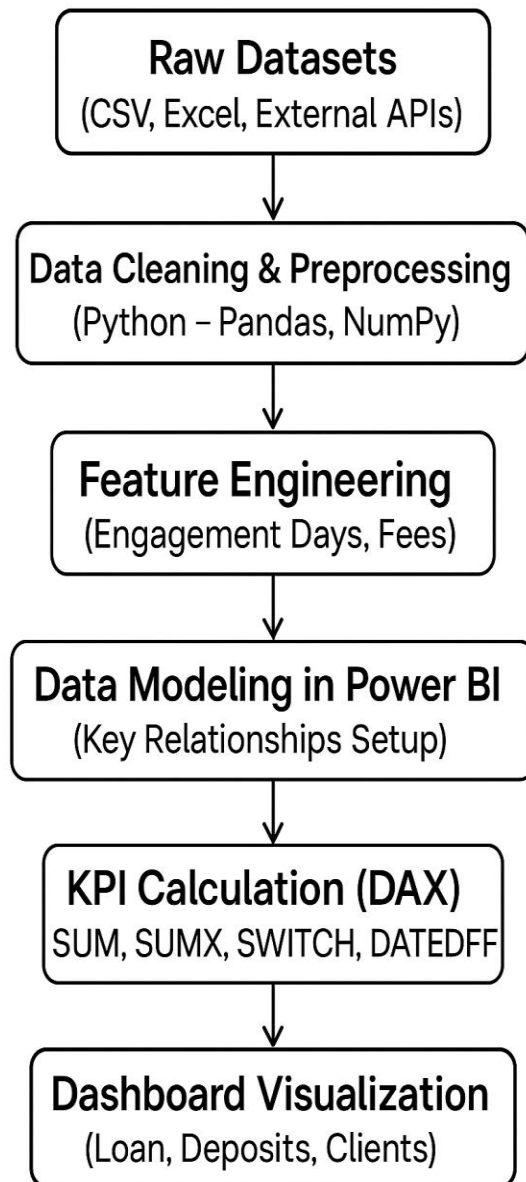 Raw Datasets
(CSV, Excel, External APIs)
Data Cleaning & Preprocessing
(Python – Pandas, NumPy)
Feature Engineering
(Engagement Days, Fees)
Data Modeling in Power BI
(Key Relationships Setup)
KPI Calculation (DAX)
SUM, SUMX, SWITCH, DATEDFF
Dashboard Visualization
(Loan, Deposits, Clients)